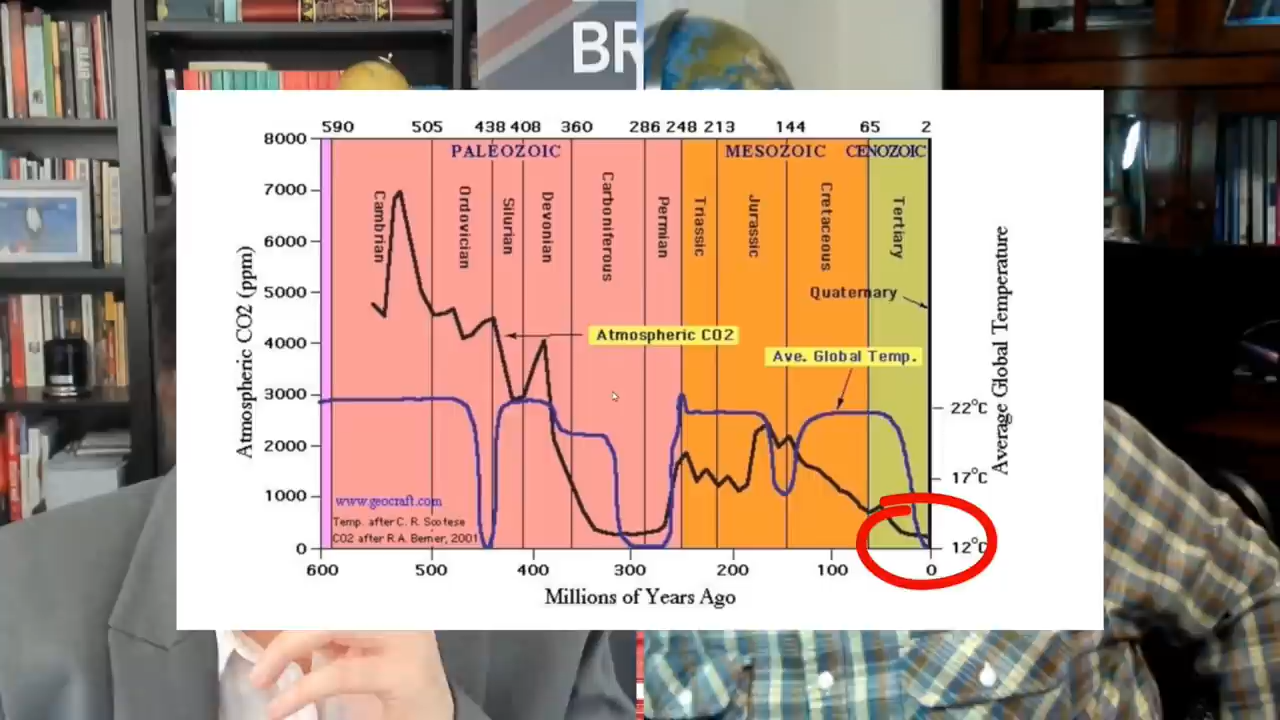 BLAIR
BR
590 505 438 408 360 286 248 213 144 65 2
8000
7000
6000
5000
4000
3000
2000
1000
0
Atmospheric CO2 (ppm)
PALEOZOIC
MESOZOIC
CENOZOIC
Cambrian
Ordovician
Silurian
Devonian
Carboniferous
Permian
Triassic
Jurassic
Cretaceous
Tertiary
Quaternary
Atmospheric CO2
Ave. Global Temp.
22°C
17°C
12°C
Average Global Temperature
www.geocraft.com
Temp. after C. R. Scotese
CO2 after R.A. Berner, 2001
600 500 400 300 200 100 0
Millions of Years Ago